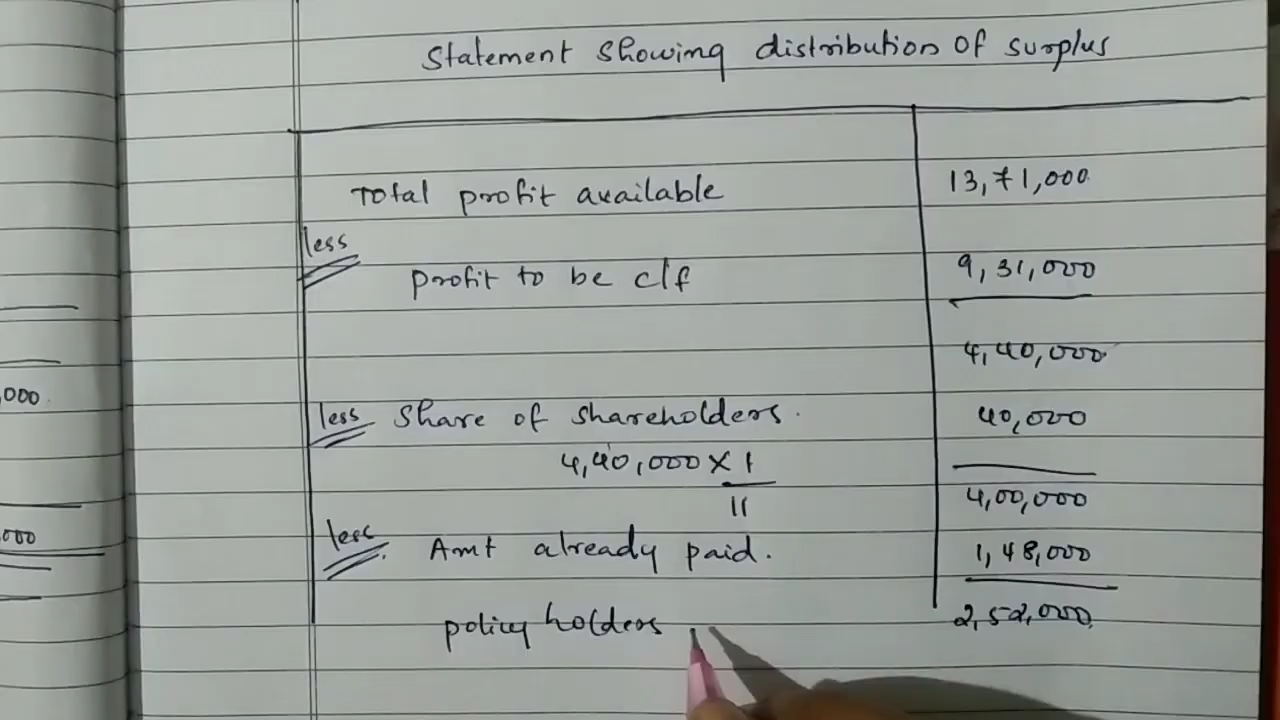 Statement showing distribution of surplus
Total profit available 13,71,000
less
profit to be c/f 9,31,000
4,40,000
less share of shareholders. 40,000
,000
4,40,000 × 1
11
4,00,000
less Amt already paid. 1,48,000
000
policy holders 2,52,000